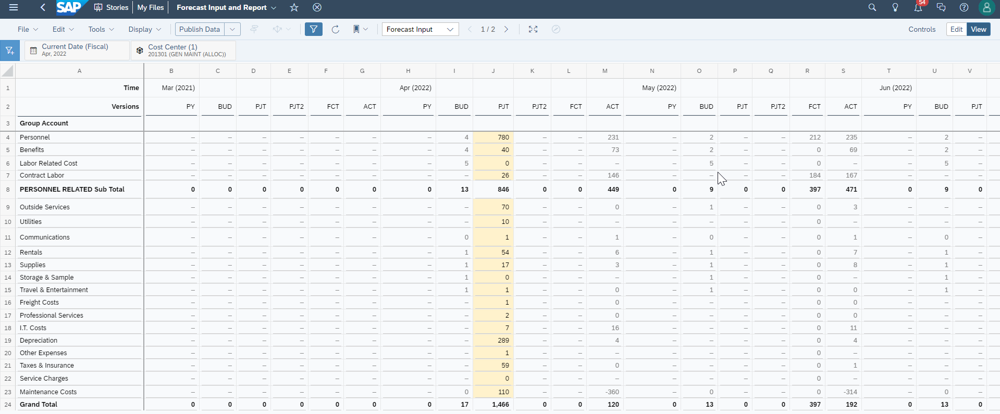 SAP Stories My Files Forecast Input and Report 54
File Edit Tools Display Publish Data Forecast Input 1 / 2 Controls Edit View
Current Date (Fiscal) Cost Center (1)
Apr, 2022 201301 (GEN MAINT (ALLOC))
A B C D E F G H I J K L M N O P Q R S T U V
1 Time Mar (2021) Apr (2022) May (2022) Jun (2022)
2 Versions PY BUD PJT PJT2 FCT ACT PY BUD PJT PJT2 FCT ACT PY BUD PJT PJT2 FCT ACT PY BUD PJT
3 Group Account
4 Personnel – – – – – – – 4 780 – – 231 – 2 – – 212 235 – 2 –
5 Benefits – – – – – – – 4 40 – – 73 – 2 – – 0 69 – 2 –
6 Labor Related Cost – – – – – – – 5 0 – – – – 5 – – 0 – – 5 –
7 Contract Labor – – – – – – – – 26 – – 146 – – – – 184 167 – – –
8 PERSONNEL RELATED Sub Total 0 0 0 0 0 0 0 13 846 0 0 449 0 9 0 0 397 471 0 9 0
9 Outside Services – – – – – – – – 70 – – 0 – 1 – – 0 3 – – –
10 Utilities – – – – – – – – 10 – – – – – – – 0 – – – –
11 Communications – – – – – – – 0 1 – – 1 – 0 – – 0 1 – 0 –
12 Rentals – – – – – – – 1 54 – – 6 – 1 – – 0 7 – 1 –
13 Supplies – – – – – – – 1 17 – – 3 – 1 – – 0 8 – 1 –
14 Storage & Sample – – – – – – – 1 0 – – – – 1 – – 0 – – 1 –
15 Travel & Entertainment – – – – – – – 1 1 – – 0 – 1 – – 0 0 – 1 –
16 Freight Costs – – – – – – – – 1 – – 0 – – – – 0 0 – – –
17 Professional Services – – – – – – – – 2 – – 0 – – – – 0 0 – – –
18 I.T. Costs – – – – – – – – 7 – – 16 – – – – 0 11 – – –
19 Depreciation – – – – – – – – 289 – – 4 – – – – 0 4 – – –
20 Other Expenses – – – – – – – – 1 – – – – – – – 0 – – – –
21 Taxes & Insurance – – – – – – – – 59 – – 0 – – – – 0 1 – – –
22 Service Charges – – – – – – – – 0 – – – – – – – 0 – – – –
23 Maintenance Costs – – – – – – – 0 110 – – -360 – 0 – – 0 -314 – 0 –
24 Grand Total 0 0 0 0 0 0 0 17 1,466 0 0 120 0 13 0 0 397 192 0 13 0